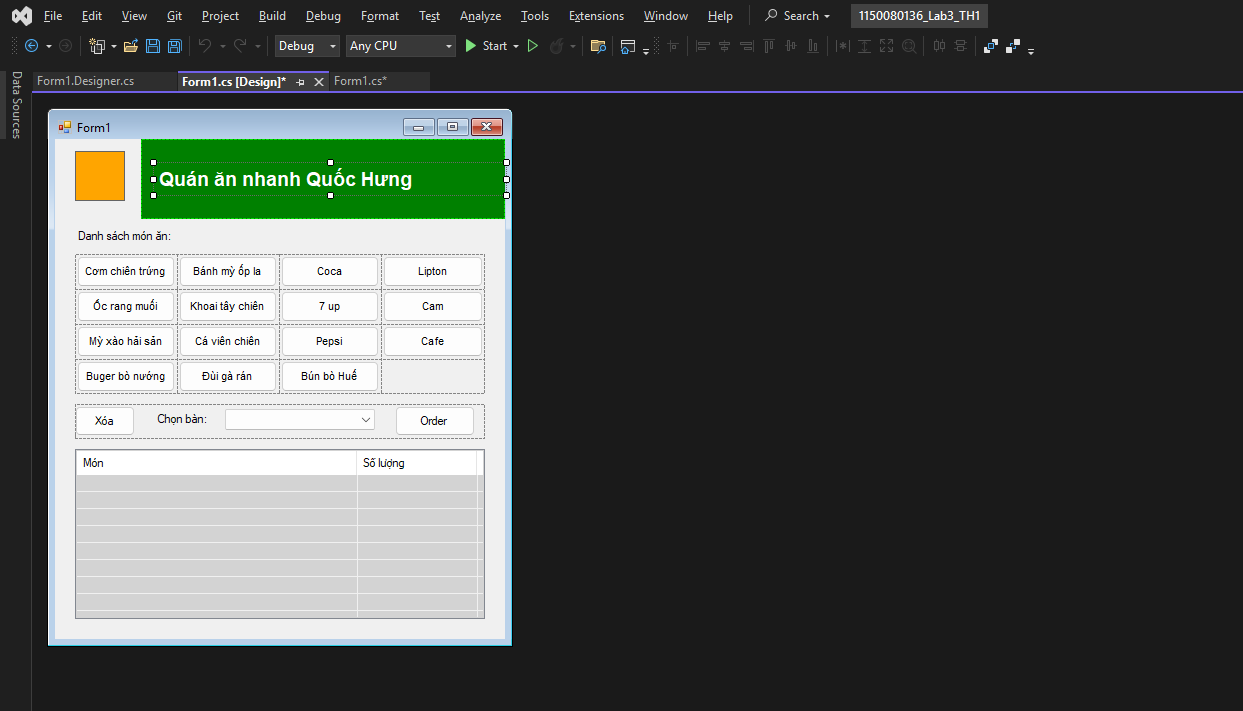 File Edit View Git Project Build Debug Format Test Analyze Tools Extensions Window Help Search 1150080136_Lab3_TH1
Debug Any CPU Start
Data Sources
Form1.Designer.cs Form1.cs [Design]* Form1.cs*
Form1
Quán ăn nhanh Quốc Hưng
Danh sách món ăn:
Cơm chiên trứng Bánh mỳ ốp la Coca Lipton
Ốc rang muối Khoai tây chiên 7 up Cam
Mỳ xào hải sản Cá viên chiên Pepsi Cafe
Buger bò nướng Đùi gà rán Bún bò Huế
Xóa Chọn bàn: Order
Món Số lượng